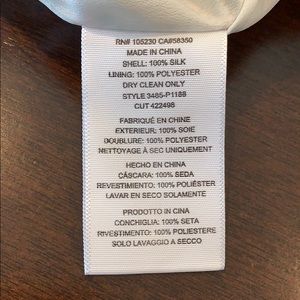 RN# 105230 CA#58350
MADE IN CHINA
SHELL: 100% SILK
LINING: 100% POLYESTER
DRY CLEAN ONLY
STYLE 3485-P118B
CUT 422498
FABRIQUÉ EN CHINE
EXTERIEUR: 100% SOIE
DOUBLURE: 100% POLYESTER
NETTOYAGE À SEC UNIQUEMENT
HECHO EN CHINA
CÁSCARA: 100% SEDA
REVESTIMIENTO: 100% POLIÉSTER
LAVAR EN SECO SOLAMENTE
PRODOTTO IN CINA
CONCHIGLIA: 100% SETA
RIVESTIMENTO: 100% POLIESTERE
SOLO LAVAGGIO A SECCO